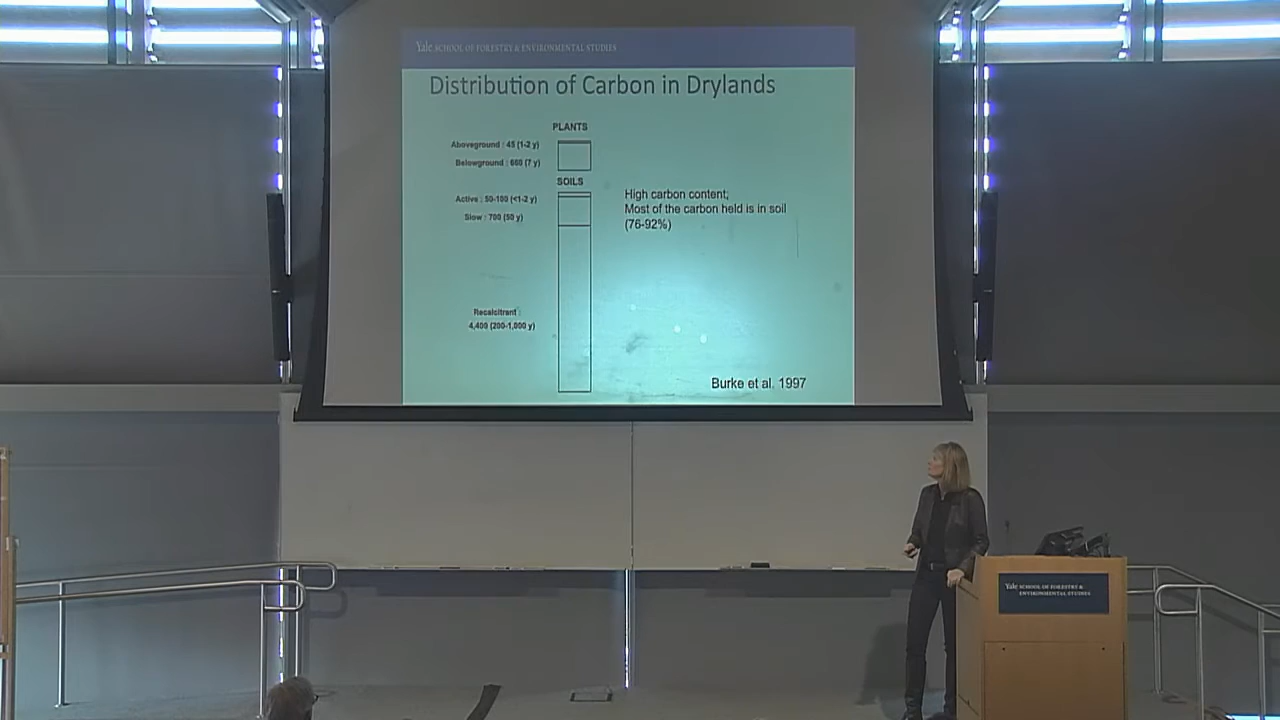 Yale SCHOOL OF FORESTRY & ENVIRONMENTAL STUDIES
Distribution of Carbon in Drylands
PLANTS
Aboveground : 45 (1-2 y)
Belowground : 660 (7 y)
SOILS
Active : 50-100 (<1-2 y)
Slow : 700 (50 y)
High carbon content;
Most of the carbon held is in soil
(76-92%)
Recalcitrant :
4,400 (200-1,000 y)
Burke et al. 1997
Yale SCHOOL OF FORESTRY &
ENVIRONMENTAL STUDIES